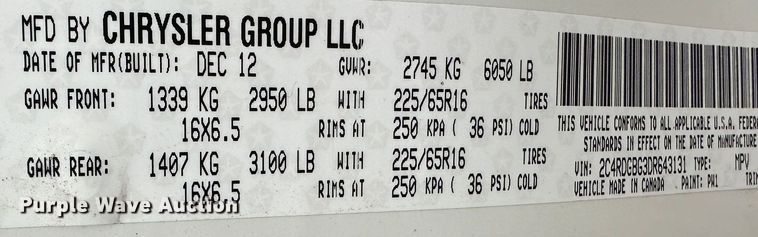 MFD BY CHRYSLER GROUP LLC
DATE OF MFR(BUILT): DEC 12 GVWR: 2745 KG 6050 LB
GAWR FRONT: 1339 KG 2950 LB WITH 225/65R16 TIRES
16X6.5 RIMS AT 250 KPA ( 36 PSI) COLD
GAWR REAR: 1407 KG 3100 LB WITH 225/65R16 TIRES
16X6.5 RIMS AT 250 KPA ( 36 PSI) COLD
THIS VEHICLE CONFORMS TO ALL APPLICABLE U.S.A. FEDERA
STANDARDS IN EFFECT ON THE DATE OF MANUFACTURE
VIN: 2C4RDGBG3DR643131 TYPE: MPV
VEHICLE MADE IN CANADA PAINT: PW1 TRIM
Purple Wave Auction